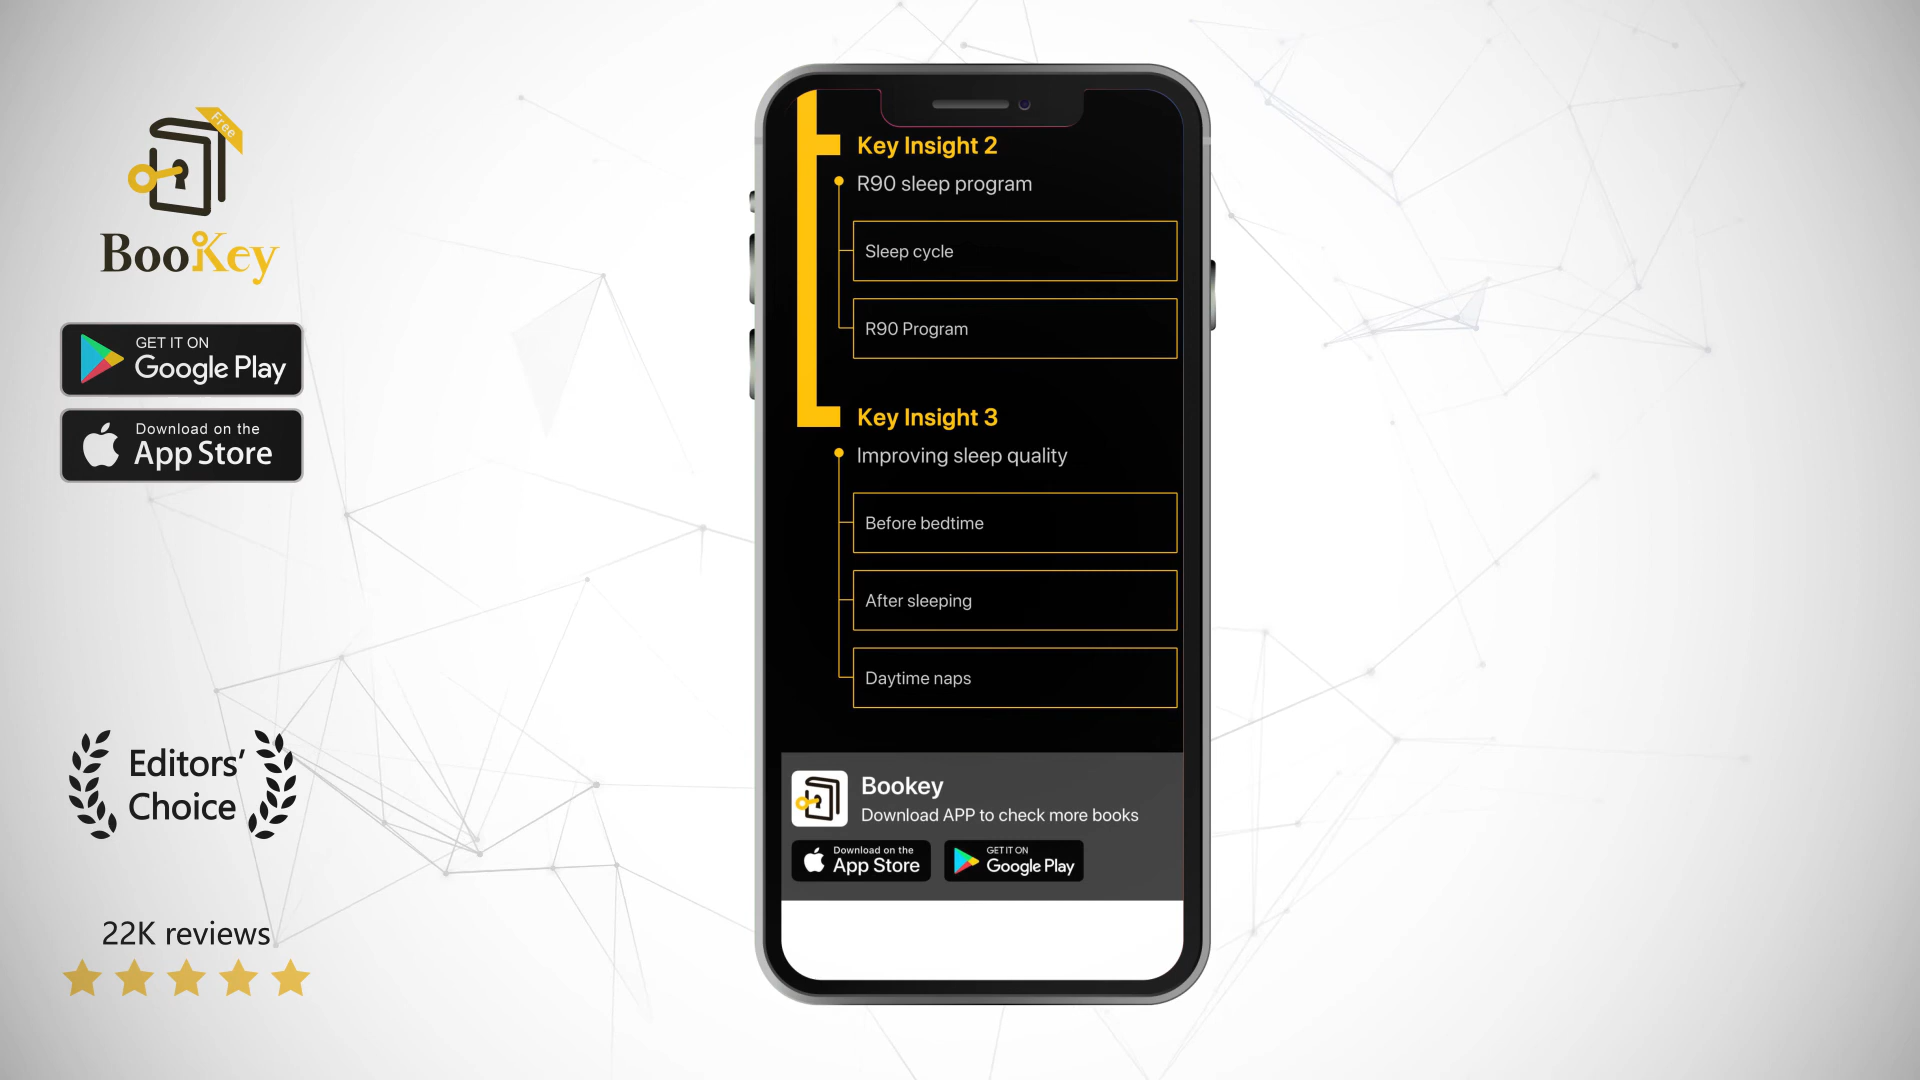 Free
BooKey
GET IT ON
Google Play
Download on the
App Store
Editors'
Choice
22K reviews
Key Insight 2
R90 sleep program
Sleep cycle
R90 Program
Key Insight 3
Improving sleep quality
Before bedtime
After sleeping
Daytime naps
Bookey
Download APP to check more books
Download on the
App Store
GET IT ON
Google Play